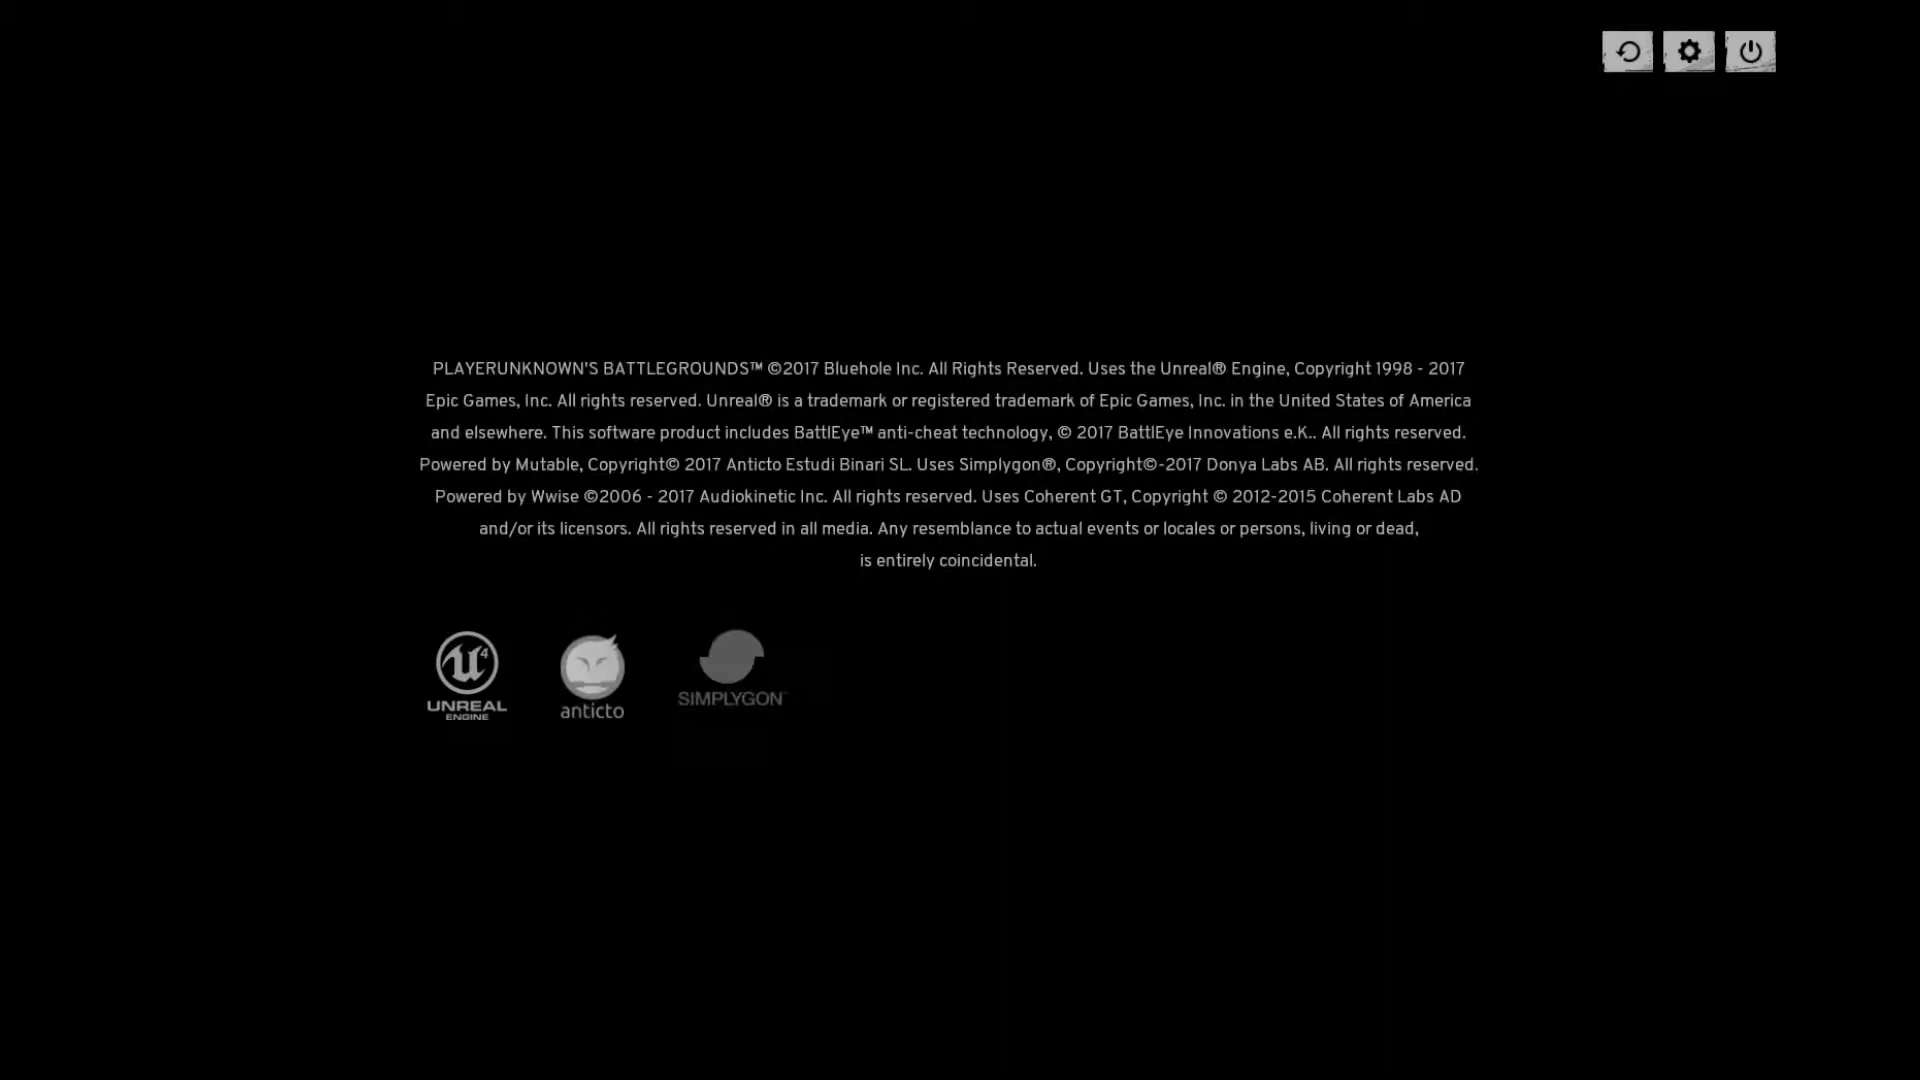 PLAYERUNKNOWN'S BATTLEGROUNDS™ ©2017 Bluehole Inc. All Rights Reserved. Uses the Unreal® Engine, Copyright 1998 - 2017
Epic Games, Inc. All rights reserved. Unreal® is a trademark or registered trademark of Epic Games, Inc. in the United States of America
and elsewhere. This software product includes BattlEye™ anti-cheat technology, © 2017 BattlEye Innovations e.K.. All rights reserved.
Powered by Mutable, Copyright© 2017 Anticto Estudi Binari SL. Uses Simplygon®, Copyright©-2017 Donya Labs AB. All rights reserved.
Powered by Wwise ©2006 - 2017 Audiokinetic Inc. All rights reserved. Uses Coherent GT, Copyright © 2012-2015 Coherent Labs AD
and/or its licensors. All rights reserved in all media. Any resemblance to actual events or locales or persons, living or dead,
is entirely coincidental.
U4
UNREAL
ENGINE
anticto
SIMPLYGON™